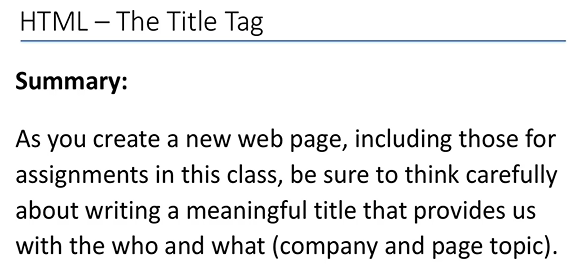 HTML – The Title Tag
Summary:
As you create a new web page, including those for
assignments in this class, be sure to think carefully
about writing a meaningful title that provides us
with the who and what (company and page topic).